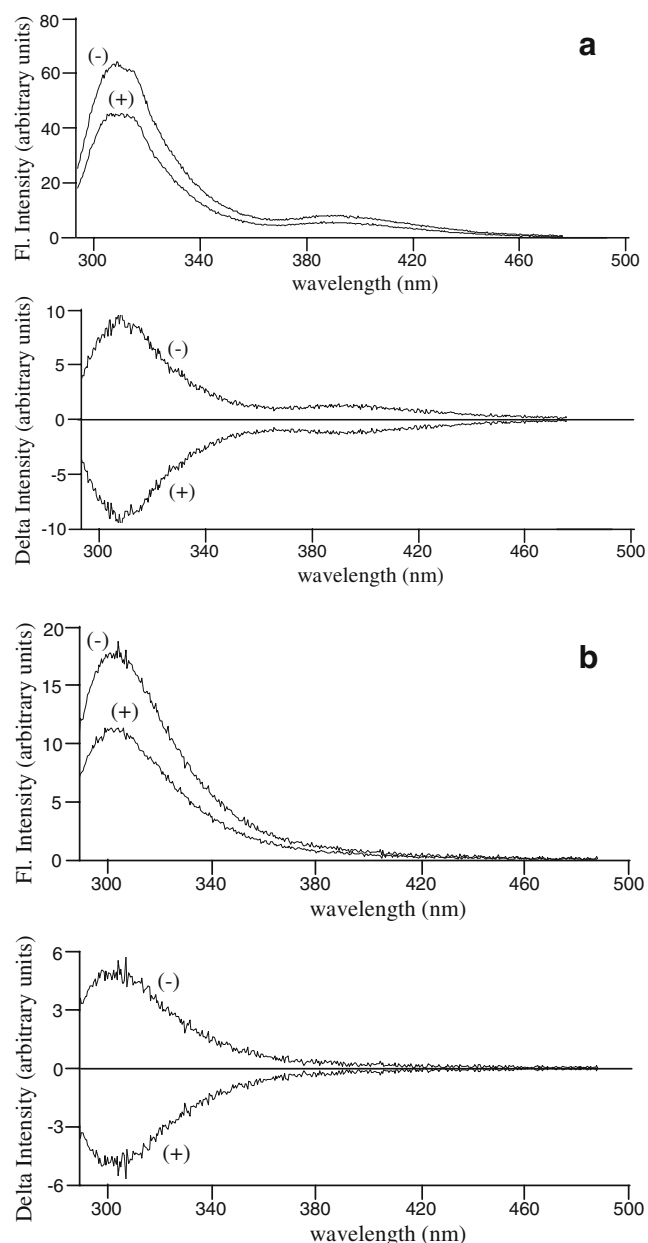 a
80
60
40
20
0
Fl. Intensity (arbitrary units)
(-)
(+)
300 340 380 420 460 500
wavelength (nm)
10
5
0
-5
-10
Delta Intensity (arbitrary units)
(-)
(+)
300 340 380 420 460 500
wavelength (nm)
b
20
15
10
5
0
Fl. Intensity (arbitrary units)
(-)
(+)
300 340 380 420 460 500
wavelength (nm)
6
3
0
-3
-6
Delta Intensity (arbitrary units)
(-)
(+)
300 340 380 420 460 500
wavelength (nm)